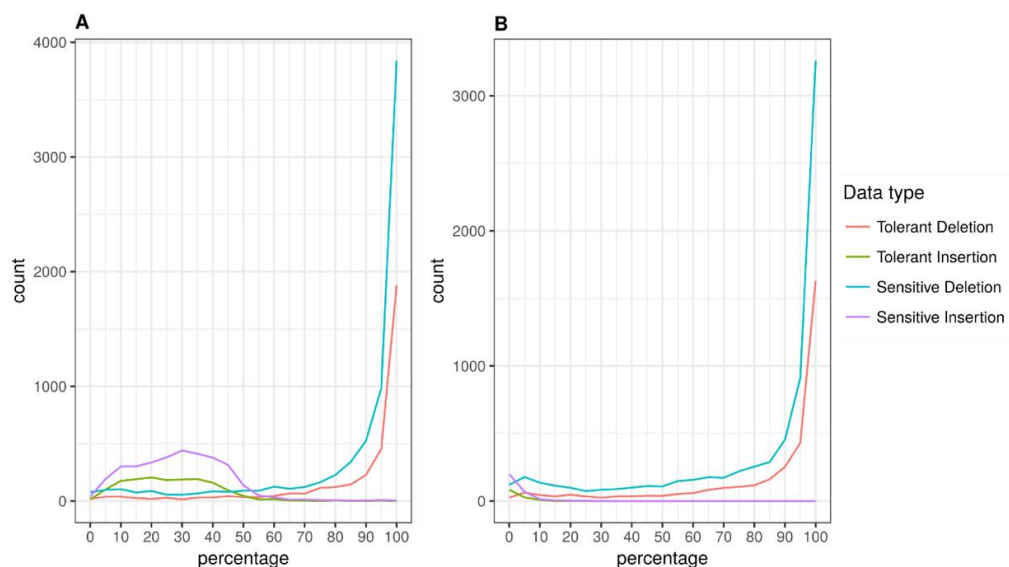 A
4000
3000
2000
1000
0
count
0 10 20 30 40 50 60 70 80 90 100
percentage
B
3000
2000
1000
0
count
0 10 20 30 40 50 60 70 80 90 100
percentage
Data type
Tolerant Deletion
Tolerant Insertion
Sensitive Deletion
Sensitive Insertion